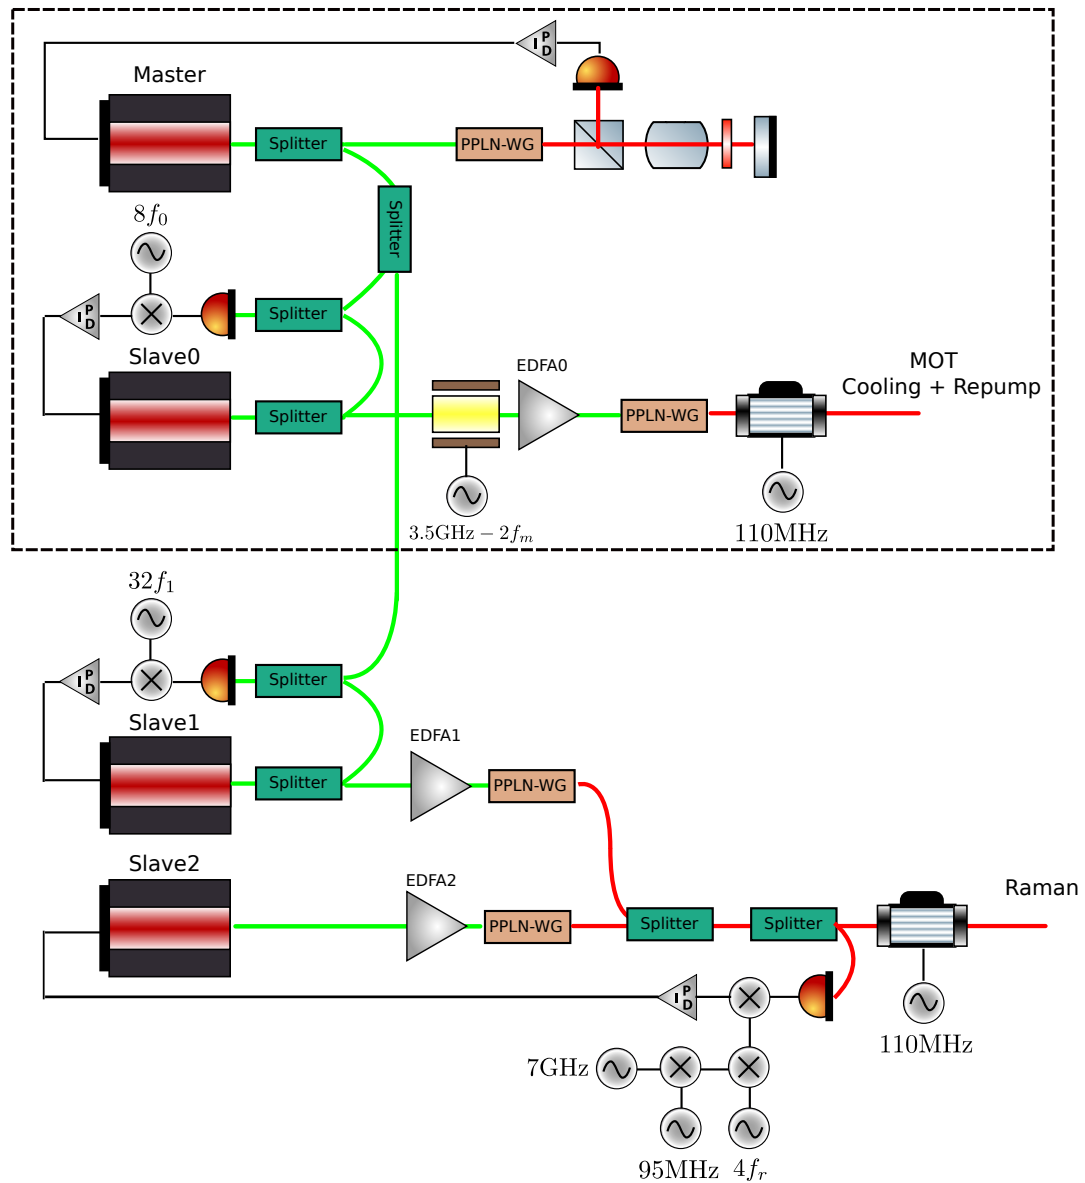 P
I
D
Master
Splitter
PPLN-WG
Splitter
8f₀
P
I
D
Splitter
Slave0
Splitter
EDFA0
PPLN-WG
MOT
Cooling + Repump
3.5GHz − 2fₘ
110MHz
32f₁
P
I
D
Splitter
Slave1
Splitter
EDFA1
PPLN-WG
Slave2
EDFA2
PPLN-WG
Splitter
Splitter
Raman
P
I
D
110MHz
7GHz
95MHz
4fᵣ